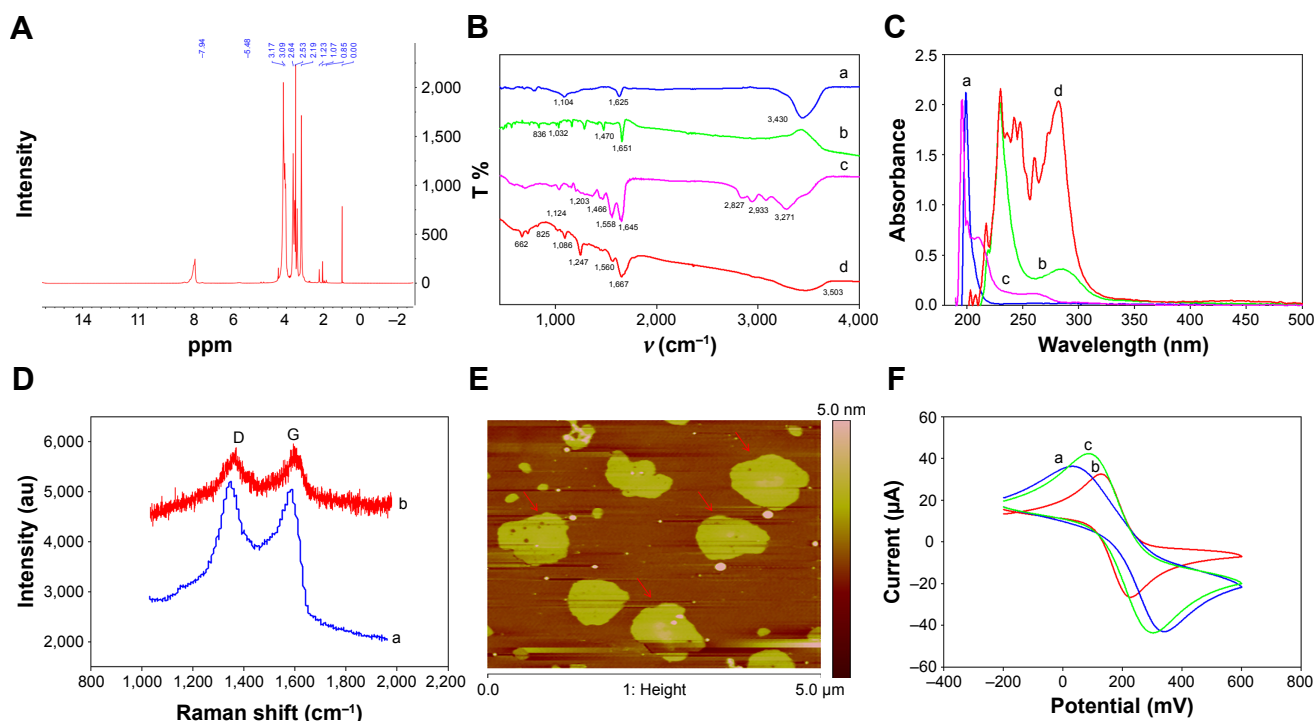 A
−7.94
−5.48
3.17
3.09
2.64
2.53
2.19
1.23
1.07
0.85
0.00
Intensity
2,000
1,500
1,000
500
0
14 11 8 6 4 2 0 −2
ppm
B
T %
a
1,104 1,625 3,430
b
836 1,032 1,470 1,651
c
1,124 1,203 1,466 1,558 1,645 2,827 2,933 3,271
d
662 825 1,086 1,247 1,560 1,667 3,503
1,000 2,000 3,000 4,000
ν (cm−1)
C
Absorbance
2.5
2.0
1.5
1.0
0.5
0.0
a d
b
c
200 250 300 350 400 450 500
Wavelength (nm)
D
Intensity (au)
6,000
5,000
4,000
3,000
2,000
D G
b
a
800 1,000 1,200 1,400 1,600 1,800 2,000 2,200
Raman shift (cm−1)
E
5.0 nm
0.0 1: Height 5.0 µm
F
Current (µA)
60
40
20
0
−20
−40
−60
c
a
b
−400 −200 0 200 400 600 800
Potential (mV)